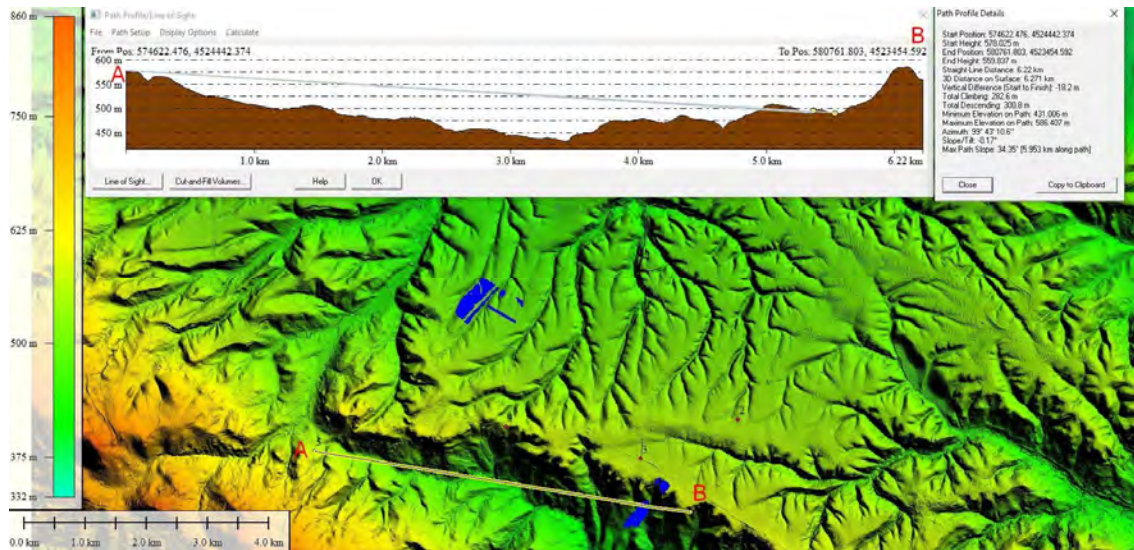 860 m
750 m
625 m
500 m
375 m
332 m
0.0 km 1.0 km 2.0 km 3.0 km 4.0 km
Path Profile/Line of Sight
File Path Setup Display Options Calculate
From Pos: 574622.476, 4524442.374
To Pos: 580761.803, 4523454.592
A
B
600 m
550 m
500 m
450 m
1.0 km 2.0 km 3.0 km 4.0 km 5.0 km 6.22 km
Line of Sight... Cut-and-Fill Volumes... Help OK
Path Profile Details
Start Position: 574622.476, 4524442.374
Start Height: 578.025 m
End Position: 580761.803, 4523454.592
End Height: 559.837 m
Straight-Line Distance: 6.22 km
3D Distance on Surface: 6.271 km
Vertical Difference (Start to Finish): -18.2 m
Total Climbing: 282.6 m
Total Descending: 300.8 m
Minimum Elevation on Path: 431.006 m
Maximum Elevation on Path: 586.407 m
Azimuth: 99° 43' 10.6"
Slope/Tilt: -0.17°
Max Path Slope: 34.35° [5.953 km along path]
Close Copy to Clipboard
A
B